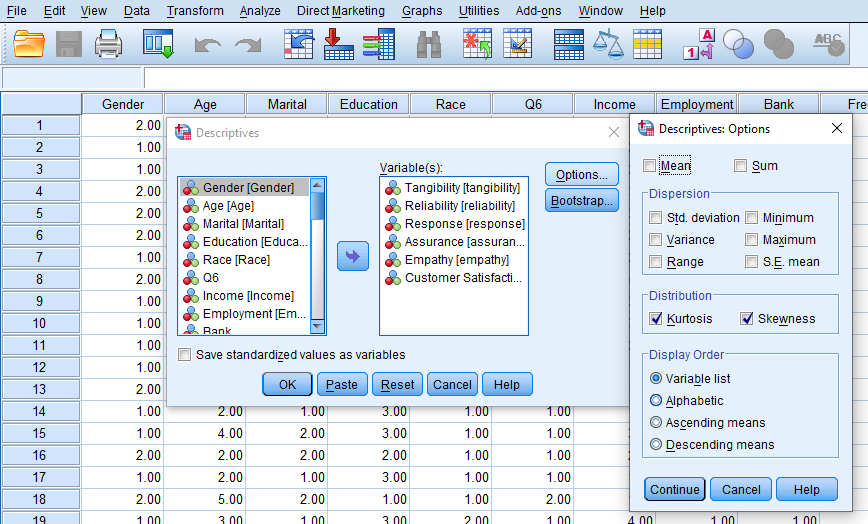 File Edit View Data Transform Analyze Direct Marketing Graphs Utilities Add-ons Window Help
A
1
ABC
Gender Age Marital Education Race Q6 Income Employment Bank Fre
1 2.00
2 1.00
3 1.00
4 2.00
5 2.00
6 2.00
7 1.00
8 2.00
9 1.00
10 1.00
11 1.00
12 1.00
13 2.00
14 1.00 2.00 1.00 3.00 1.00 1.00
15 1.00 4.00 2.00 3.00 1.00 1.00
16 1.00 2.00 1.00 2.00 1.00 1.00
17 1.00 2.00 1.00 3.00 1.00 1.00
18 2.00 5.00 2.00 1.00 1.00 2.00
19 1.00 3.00 1.00 3.00 2.00 1.00 4.00 1.00 1.00
Descriptives
Gender [Gender]
Age [Age]
Marital [Marital]
Education [Educa...
Race [Race]
Q6
Income [Income]
Employment [Em...
Bank
Variable(s):
Tangibility [tangibility]
Reliability [reliability]
Response [response]
Assurance [assuran...
Empathy [empathy]
Customer Satisfacti...
Options...
Bootstrap...
Save standardized values as variables
OK Paste Reset Cancel Help
Descriptives: Options
Mean Sum
Dispersion
Std. deviation Minimum
Variance Maximum
Range S.E. mean
Distribution
Kurtosis Skewness
Display Order
Variable list
Alphabetic
Ascending means
Descending means
Continue Cancel Help